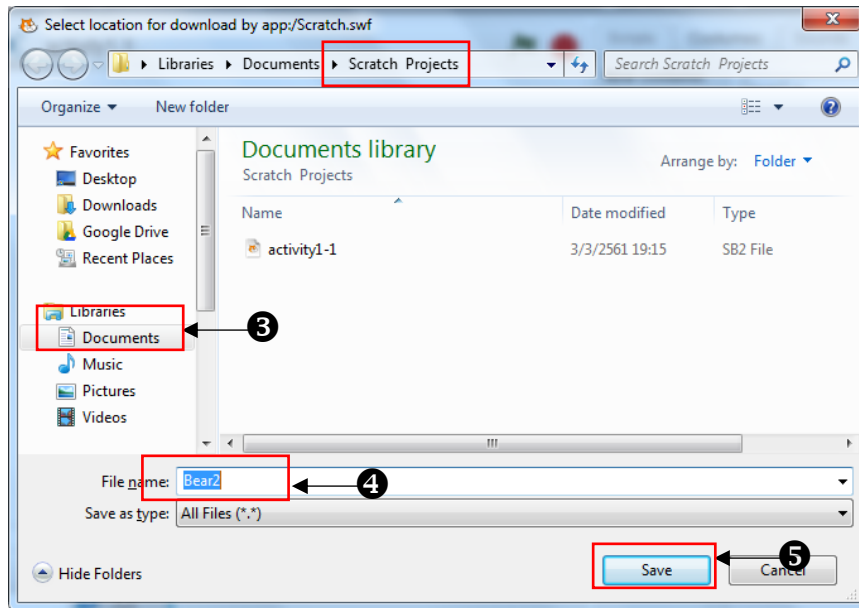 Select location for download by app:/Scratch.swf
Libraries Documents Scratch Projects Search Scratch Projects
Organize New folder
Favorites
Desktop
Downloads
Google Drive
Recent Places
Libraries
Documents
Music
Pictures
Videos
Documents library
Scratch Projects
Arrange by: Folder
Name Date modified Type
activity1-1 3/3/2561 19:15 SB2 File
❸
File name: Bear2
❹
Save as type: All Files (*.*)
Hide Folders
Save
Cancel
❺